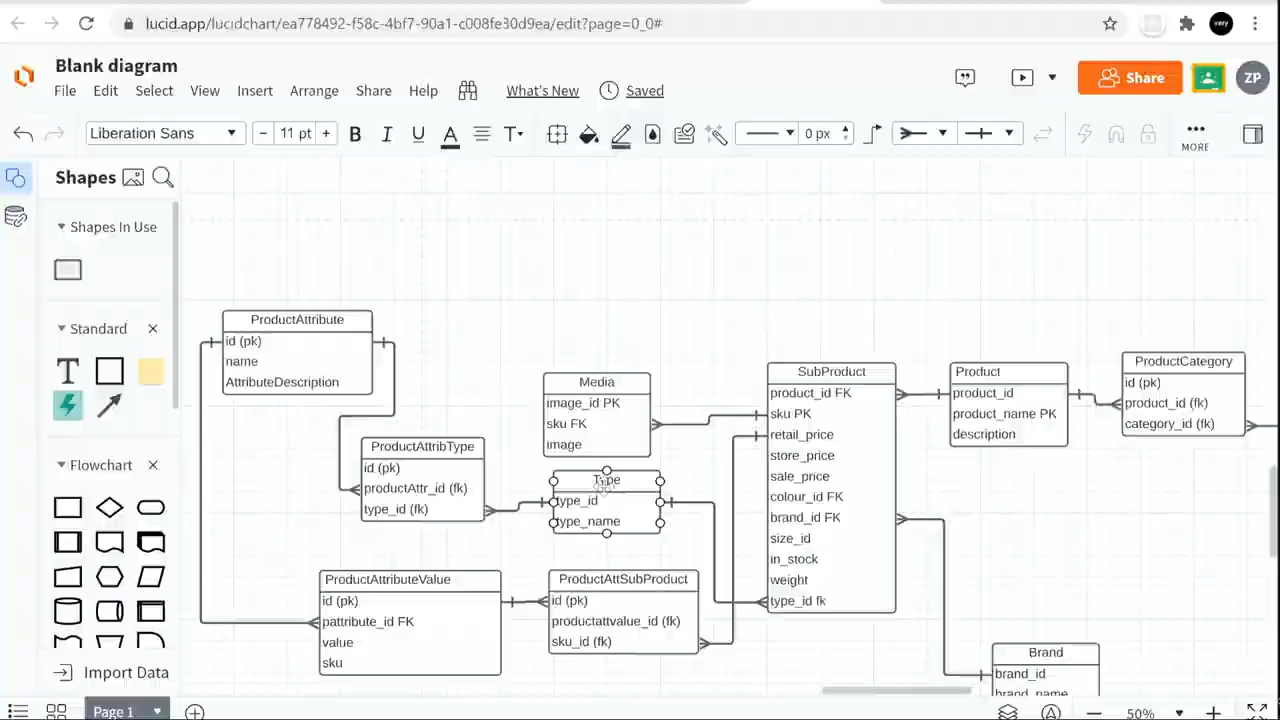 lucid.app/lucidchart/ea778492-f58c-4bf7-90a1-c008fe30d9ea/edit?page=0_0#
very
Blank diagram
File Edit Select View Insert Arrange Share Help What's New Saved
Share
ZP
Liberation Sans
− 11 pt +
B I U A T
0 px
MORE
Shapes
Shapes In Use
Standard
T
Flowchart
Import Data
Page 1
50%
ProductAttribute
id (pk)
name
AttributeDescription
ProductAttribType
id (pk)
productAttr_id (fk)
type_id (fk)
Media
image_id PK
sku FK
image
Type
type_id
type_name
ProductAttributeValue
id (pk)
pattribute_id FK
value
sku
ProductAttSubProduct
id (pk)
productattvalue_id (fk)
sku_id (fk)
SubProduct
product_id FK
sku PK
retail_price
store_price
sale_price
colour_id FK
brand_id FK
size_id
in_stock
weight
type_id fk
Product
product_id
product_name PK
description
ProductCategory
id (pk)
product_id (fk)
category_id (fk)
Brand
brand_id
brand_name